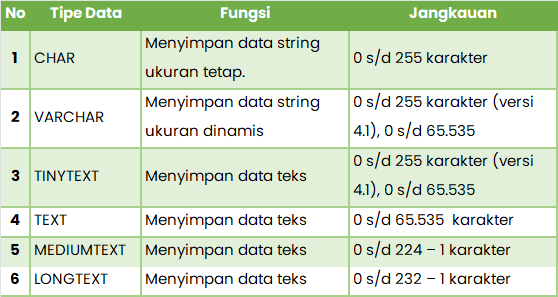 No Tipe Data Fungsi Jangkauan
1 CHAR Menyimpan data string ukuran tetap. 0 s/d 255 karakter
2 VARCHAR Menyimpan data string ukuran dinamis 0 s/d 255 karakter (versi 4.1), 0 s/d 65.535
3 TINYTEXT Menyimpan data teks 0 s/d 255 karakter (versi 4.1), 0 s/d 65.535
4 TEXT Menyimpan data teks 0 s/d 65.535 karakter
5 MEDIUMTEXT Menyimpan data teks 0 s/d 224 – 1 karakter
6 LONGTEXT Menyimpan data teks 0 s/d 232 – 1 karakter